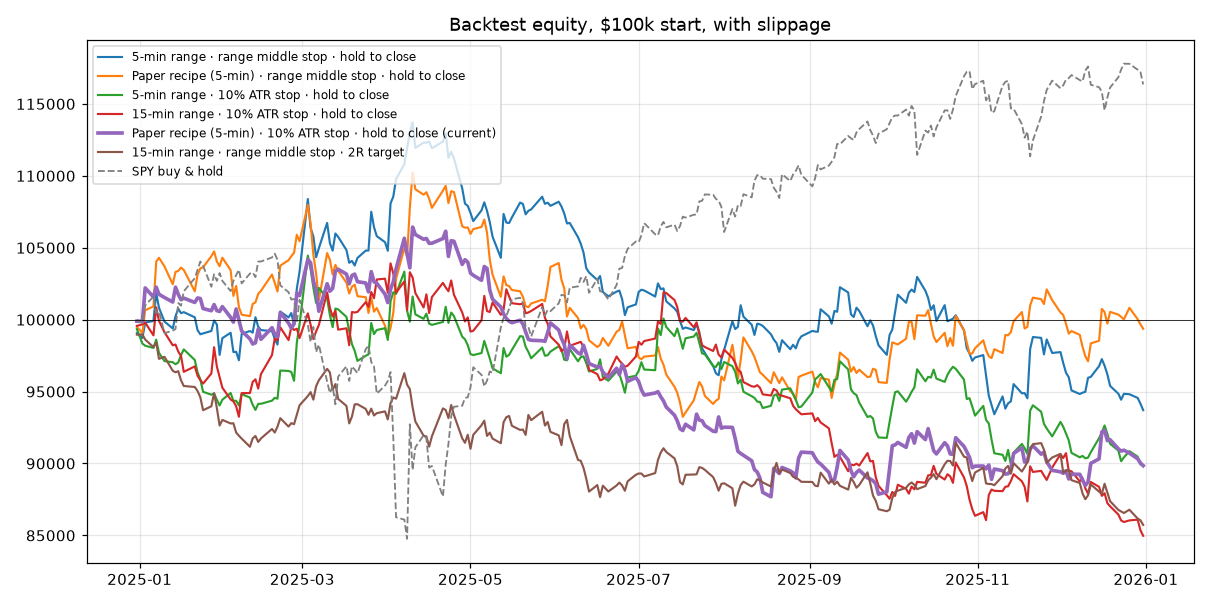 Backtest equity, $100k start, with slippage
5-min range · range middle stop · hold to close
Paper recipe (5-min) · range middle stop · hold to close
5-min range · 10% ATR stop · hold to close
15-min range · 10% ATR stop · hold to close
Paper recipe (5-min) · 10% ATR stop · hold to close (current)
15-min range · range middle stop · 2R target
SPY buy & hold
115000
110000
105000
100000
95000
90000
85000
2025-01 2025-03 2025-05 2025-07 2025-09 2025-11 2026-01